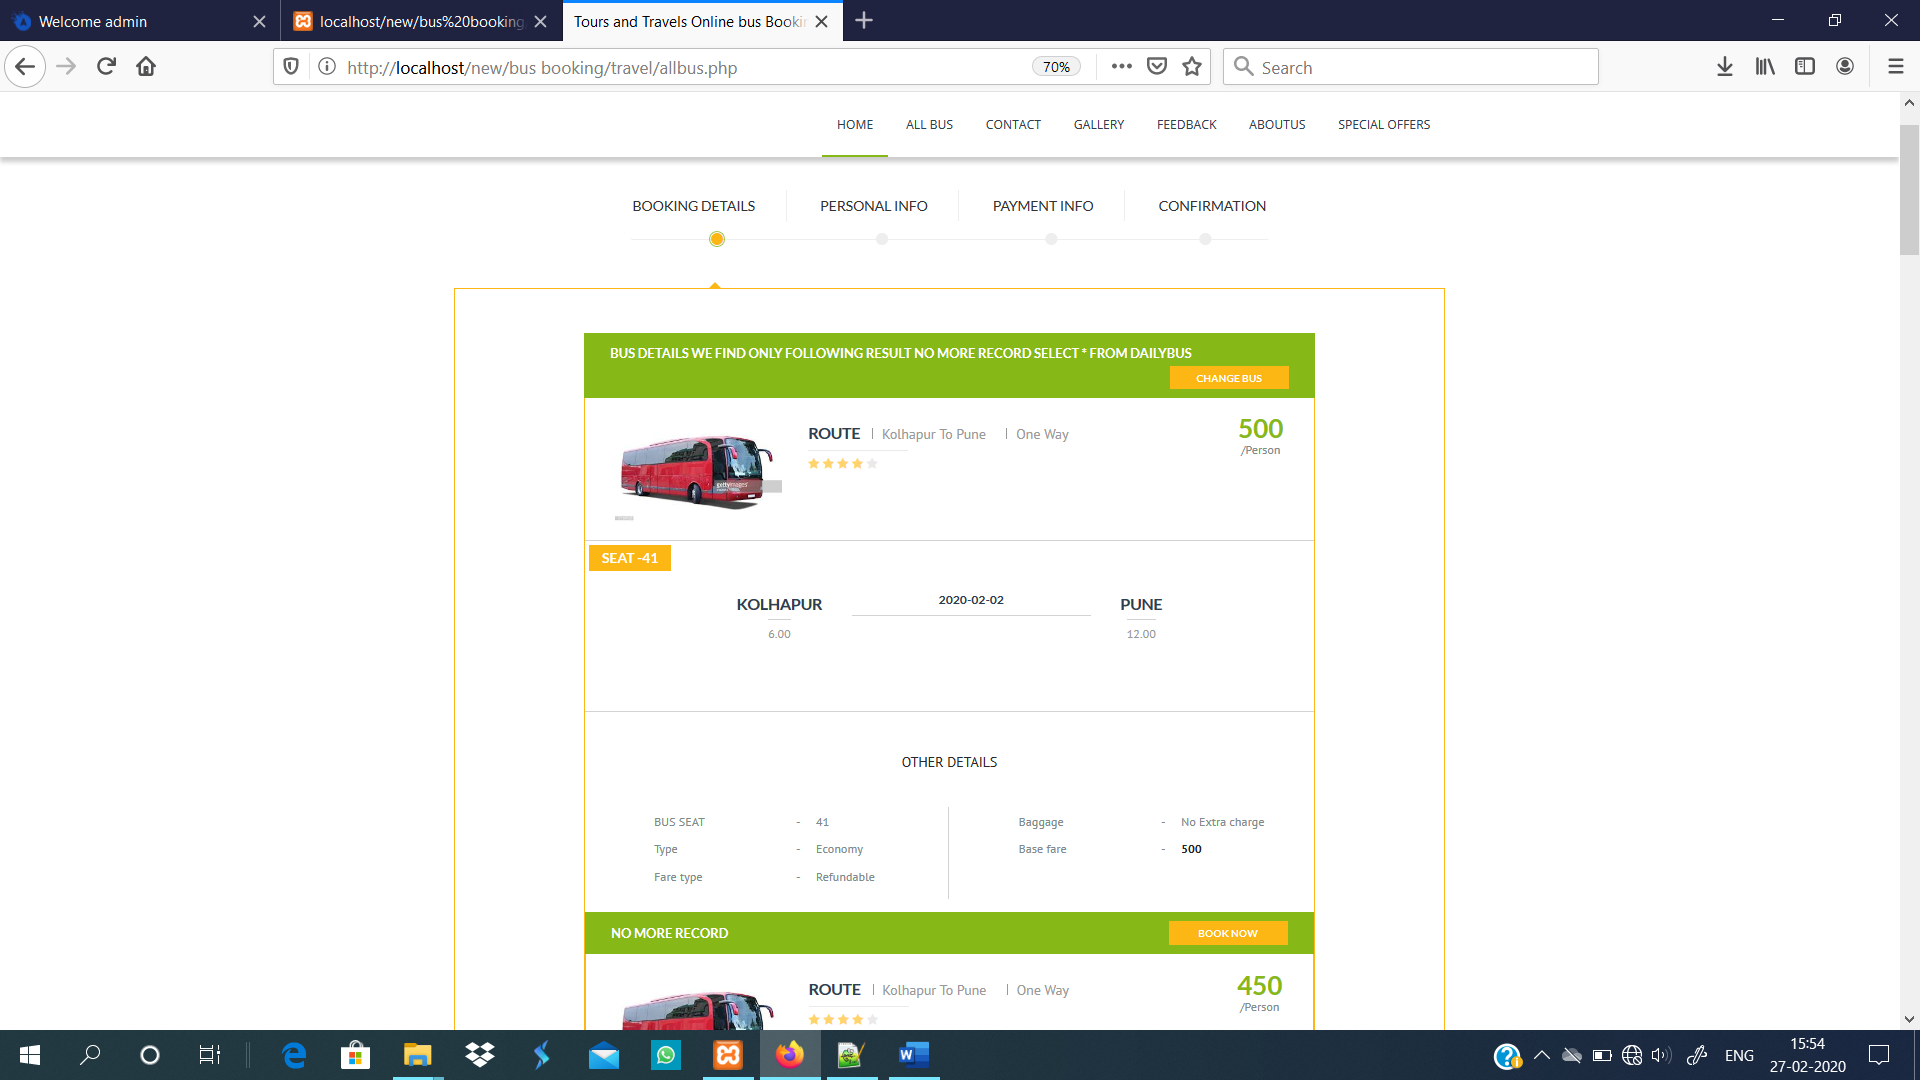 Welcome admin
localhost/new/bus%20booking
Tours and Travels Online bus Bookin
http://localhost/new/bus booking/travel/allbus.php
70%
Search
HOME ALL BUS CONTACT GALLERY FEEDBACK ABOUTUS SPECIAL OFFERS
BOOKING DETAILS PERSONAL INFO PAYMENT INFO CONFIRMATION
BUS DETAILS WE FIND ONLY FOLLOWING RESULT NO MORE RECORD SELECT * FROM DAILYBUS
CHANGE BUS
ROUTE | Kolhapur To Pune | One Way
500
/Person
gettyimages
SEAT -41
KOLHAPUR 2020-02-02 PUNE
6.00 12.00
OTHER DETAILS
BUS SEAT - 41 Baggage - No Extra charge
Type - Economy Base fare - 500
Fare type - Refundable
NO MORE RECORD BOOK NOW
ROUTE | Kolhapur To Pune | One Way
450
/Person
ENG
15:54
27-02-2020